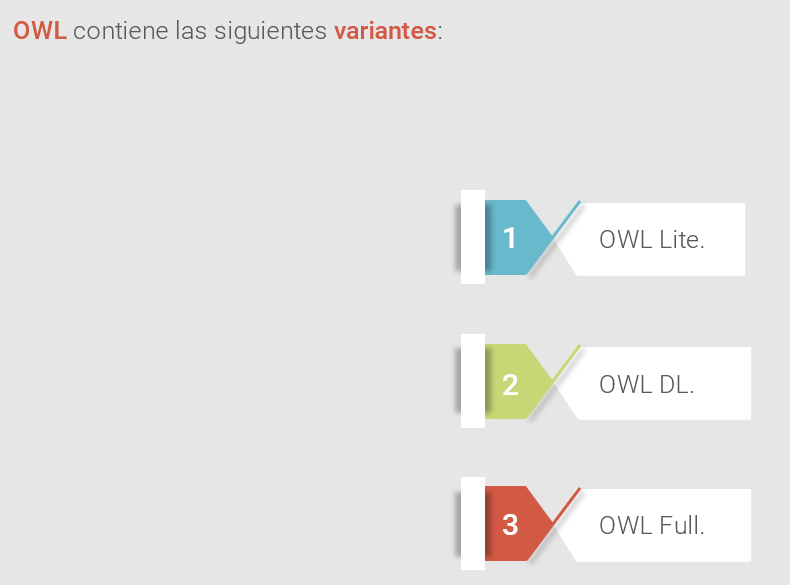 OWL contiene las siguientes variantes:
1 OWL Lite.
2 OWL DL.
3 OWL Full.